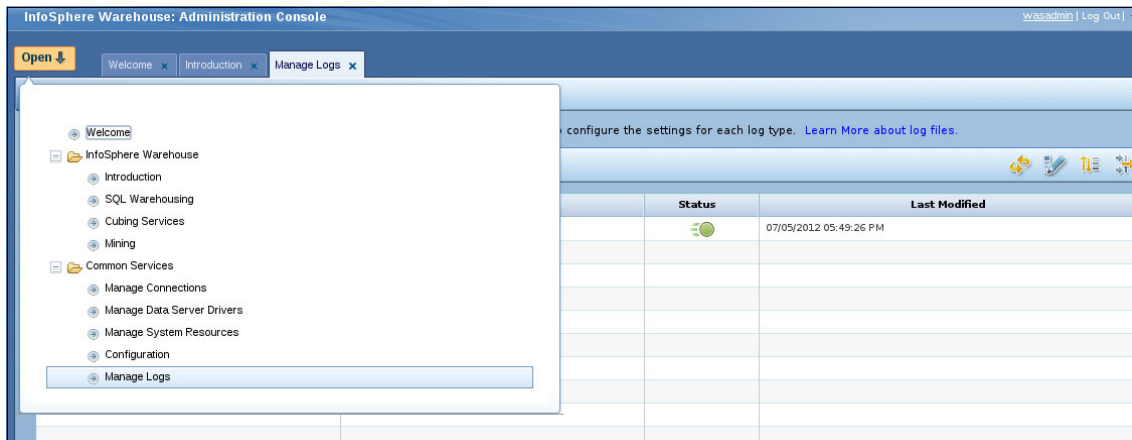 InfoSphere Warehouse: Administration Console
wasadmin | Log Out |
Open
Welcome x Introduction x Manage Logs x
configure the settings for each log type. Learn More about log files.
Welcome
InfoSphere Warehouse
Introduction
SQL Warehousing
Cubing Services
Mining
Common Services
Manage Connections
Manage Data Server Drivers
Manage System Resources
Configuration
Manage Logs
Status Last Modified
07/05/2012 05:49:26 PM